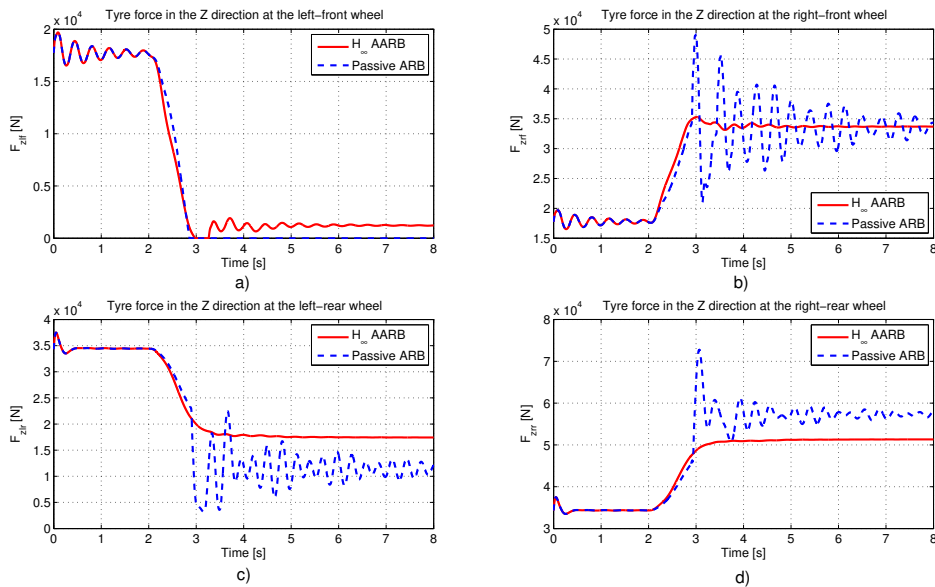 Tyre force in the Z direction at the left−front wheel
x 10^4
F_zlf [N]
2
1.5
1
0.5
0
0 1 2 3 4 5 6 7 8
Time [s]
H_∞ AARB
Passive ARB
a)
Tyre force in the Z direction at the right−front wheel
x 10^4
F_zrf [N]
5
4.5
4
3.5
3
2.5
2
1.5
0 1 2 3 4 5 6 7 8
Time [s]
H_∞ AARB
Passive ARB
b)
Tyre force in the Z direction at the left−rear wheel
x 10^4
F_zlr [N]
4
3.5
3
2.5
2
1.5
1
0.5
0
0 1 2 3 4 5 6 7 8
Time [s]
H_∞ AARB
Passive ARB
c)
Tyre force in the Z direction at the right−rear wheel
x 10^4
F_zrr [N]
8
7
6
5
4
3
0 1 2 3 4 5 6 7 8
Time [s]
H_∞ AARB
Passive ARB
d)